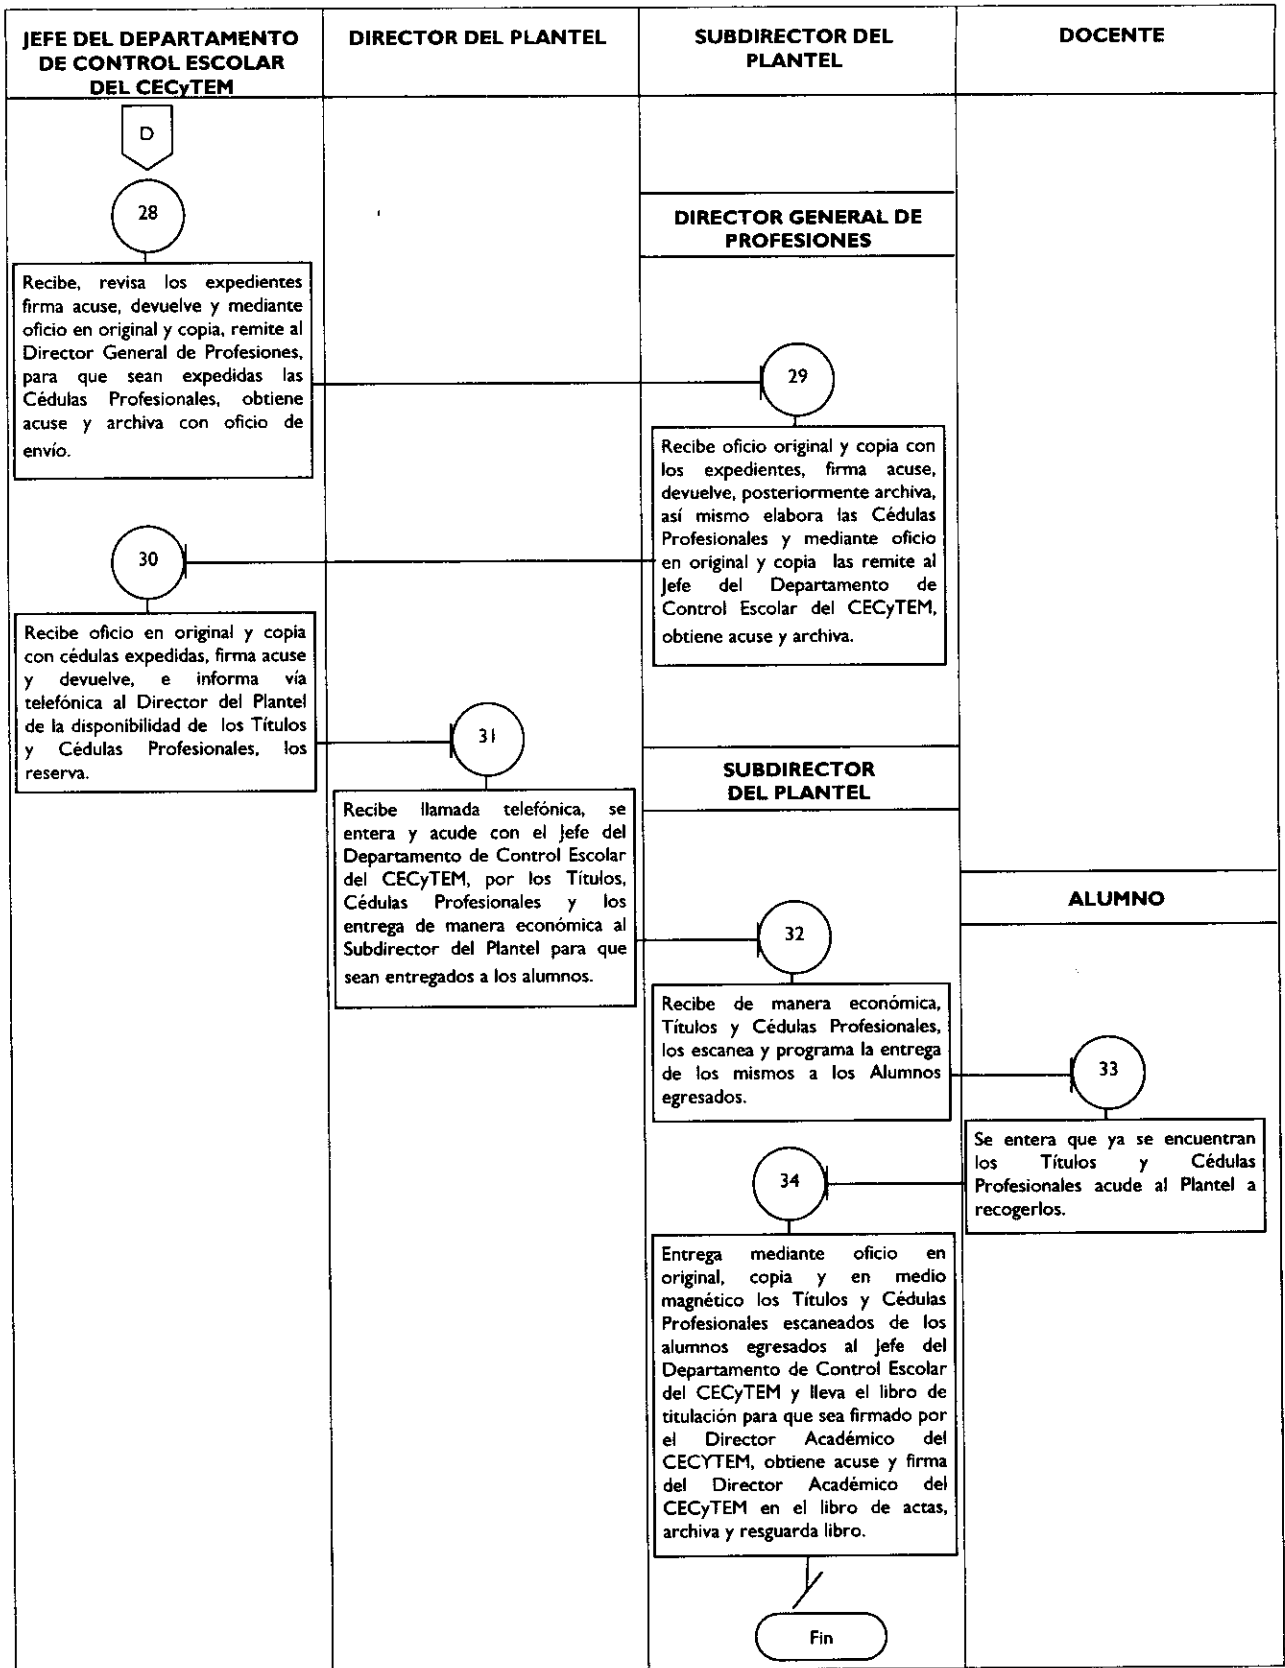 JEFE DEL DEPARTAMENTO
DE CONTROL ESCOLAR
DEL CECyTEM
DIRECTOR DEL PLANTEL
SUBDIRECTOR DEL
PLANTEL
DOCENTE
D
28
DIRECTOR GENERAL DE
PROFESIONES
Recibe, revisa los expedientes
firma acuse, devuelve y mediante
oficio en original y copia, remite al
Director General de Profesiones,
para que sean expedidas las
Cédulas Profesionales, obtiene
acuse y archiva con oficio de
envío.
29
Recibe oficio original y copia con
los expedientes, firma acuse,
devuelve, posteriormente archiva,
así mismo elabora las Cédulas
Profesionales y mediante oficio
en original y copia las remite al
Jefe del Departamento de
Control Escolar del CECyTEM,
obtiene acuse y archiva.
30
Recibe oficio en original y copia
con cédulas expedidas, firma acuse
y devuelve, e informa vía
telefónica al Director del Plantel
de la disponibilidad de los Títulos
y Cédulas Profesionales, los
reserva.
31
Recibe llamada telefónica, se
entera y acude con el Jefe del
Departamento de Control Escolar
del CECyTEM, por los Títulos,
Cédulas Profesionales y los
entrega de manera económica al
Subdirector del Plantel para que
sean entregados a los alumnos.
SUBDIRECTOR
DEL PLANTEL
32
Recibe de manera económica,
Títulos y Cédulas Profesionales,
los escanea y programa la entrega
de los mismos a los Alumnos
egresados.
ALUMNO
33
Se entera que ya se encuentran
los Títulos y Cédulas
Profesionales acude al Plantel a
recogerlos.
34
Entrega mediante oficio en
original, copia y en medio
magnético los Títulos y Cédulas
Profesionales escaneados de los
alumnos egresados al Jefe del
Departamento de Control Escolar
del CECyTEM y lleva el libro de
titulación para que sea firmado por
el Director Académico del
CECYTEM, obtiene acuse y firma
del Director Académico del
CECyTEM en el libro de actas,
archiva y resguarda libro.
Fin